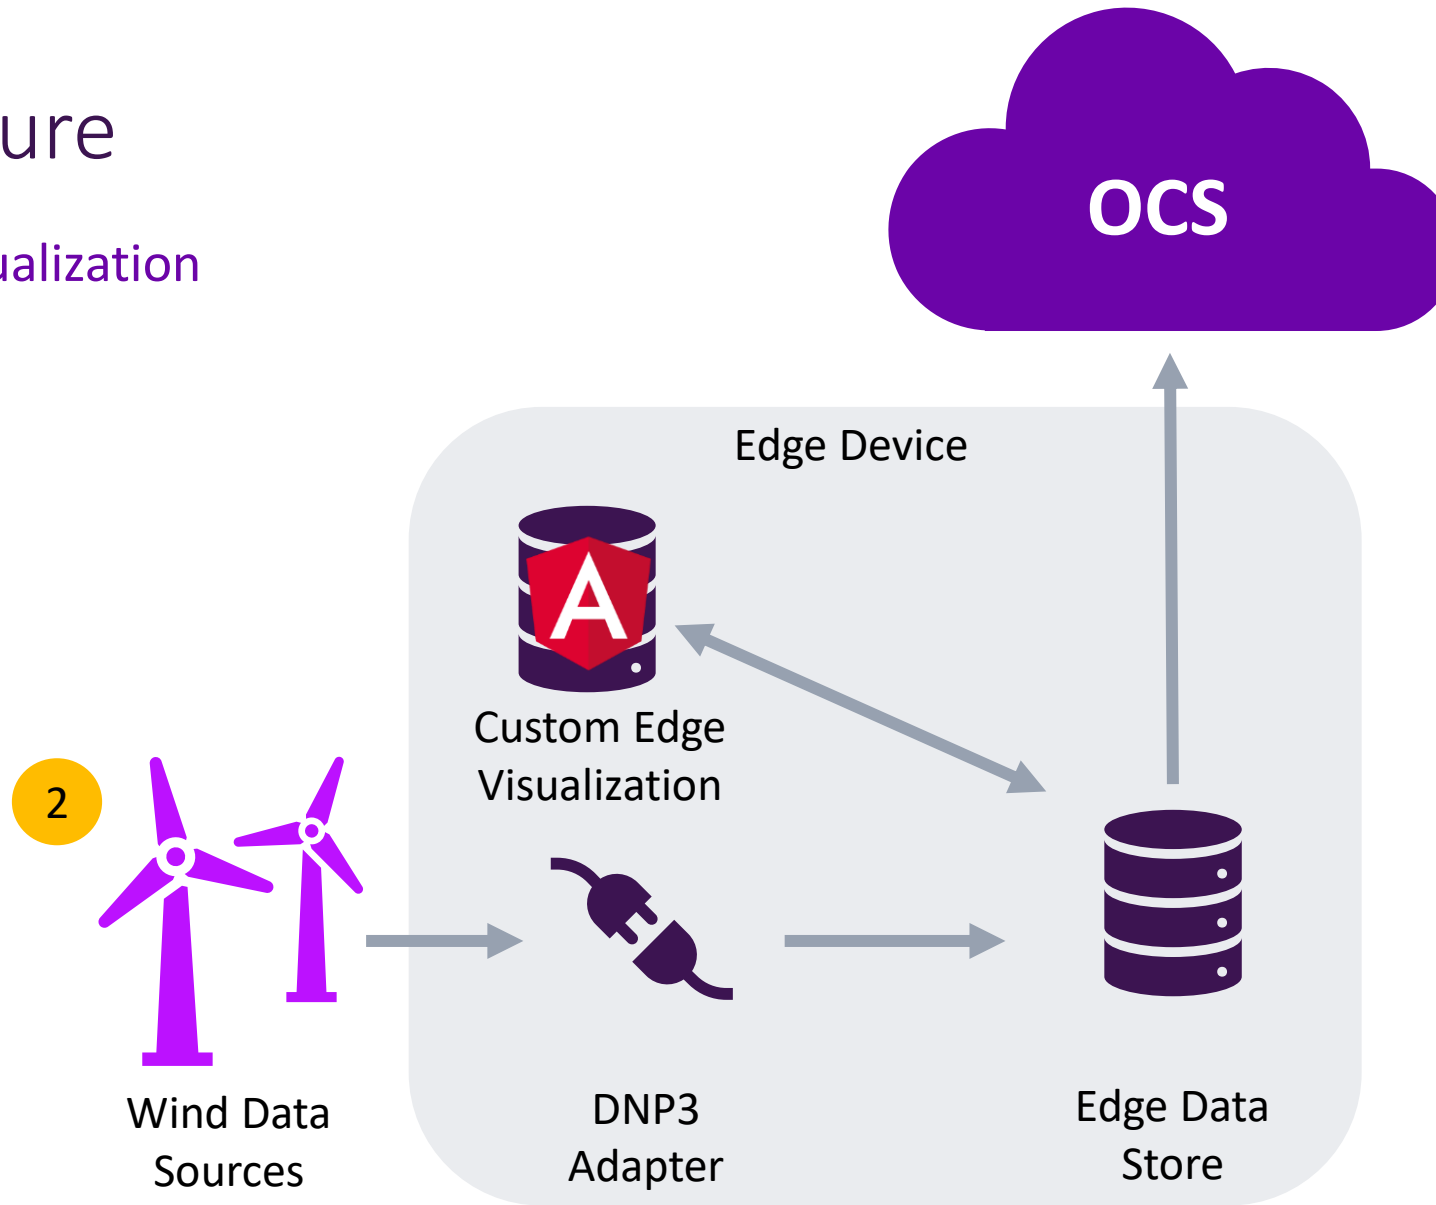 ure
ualization
OCS
Edge Device
A
Custom Edge
Visualization
2
Wind Data
Sources
DNP3
Adapter
Edge Data
Store